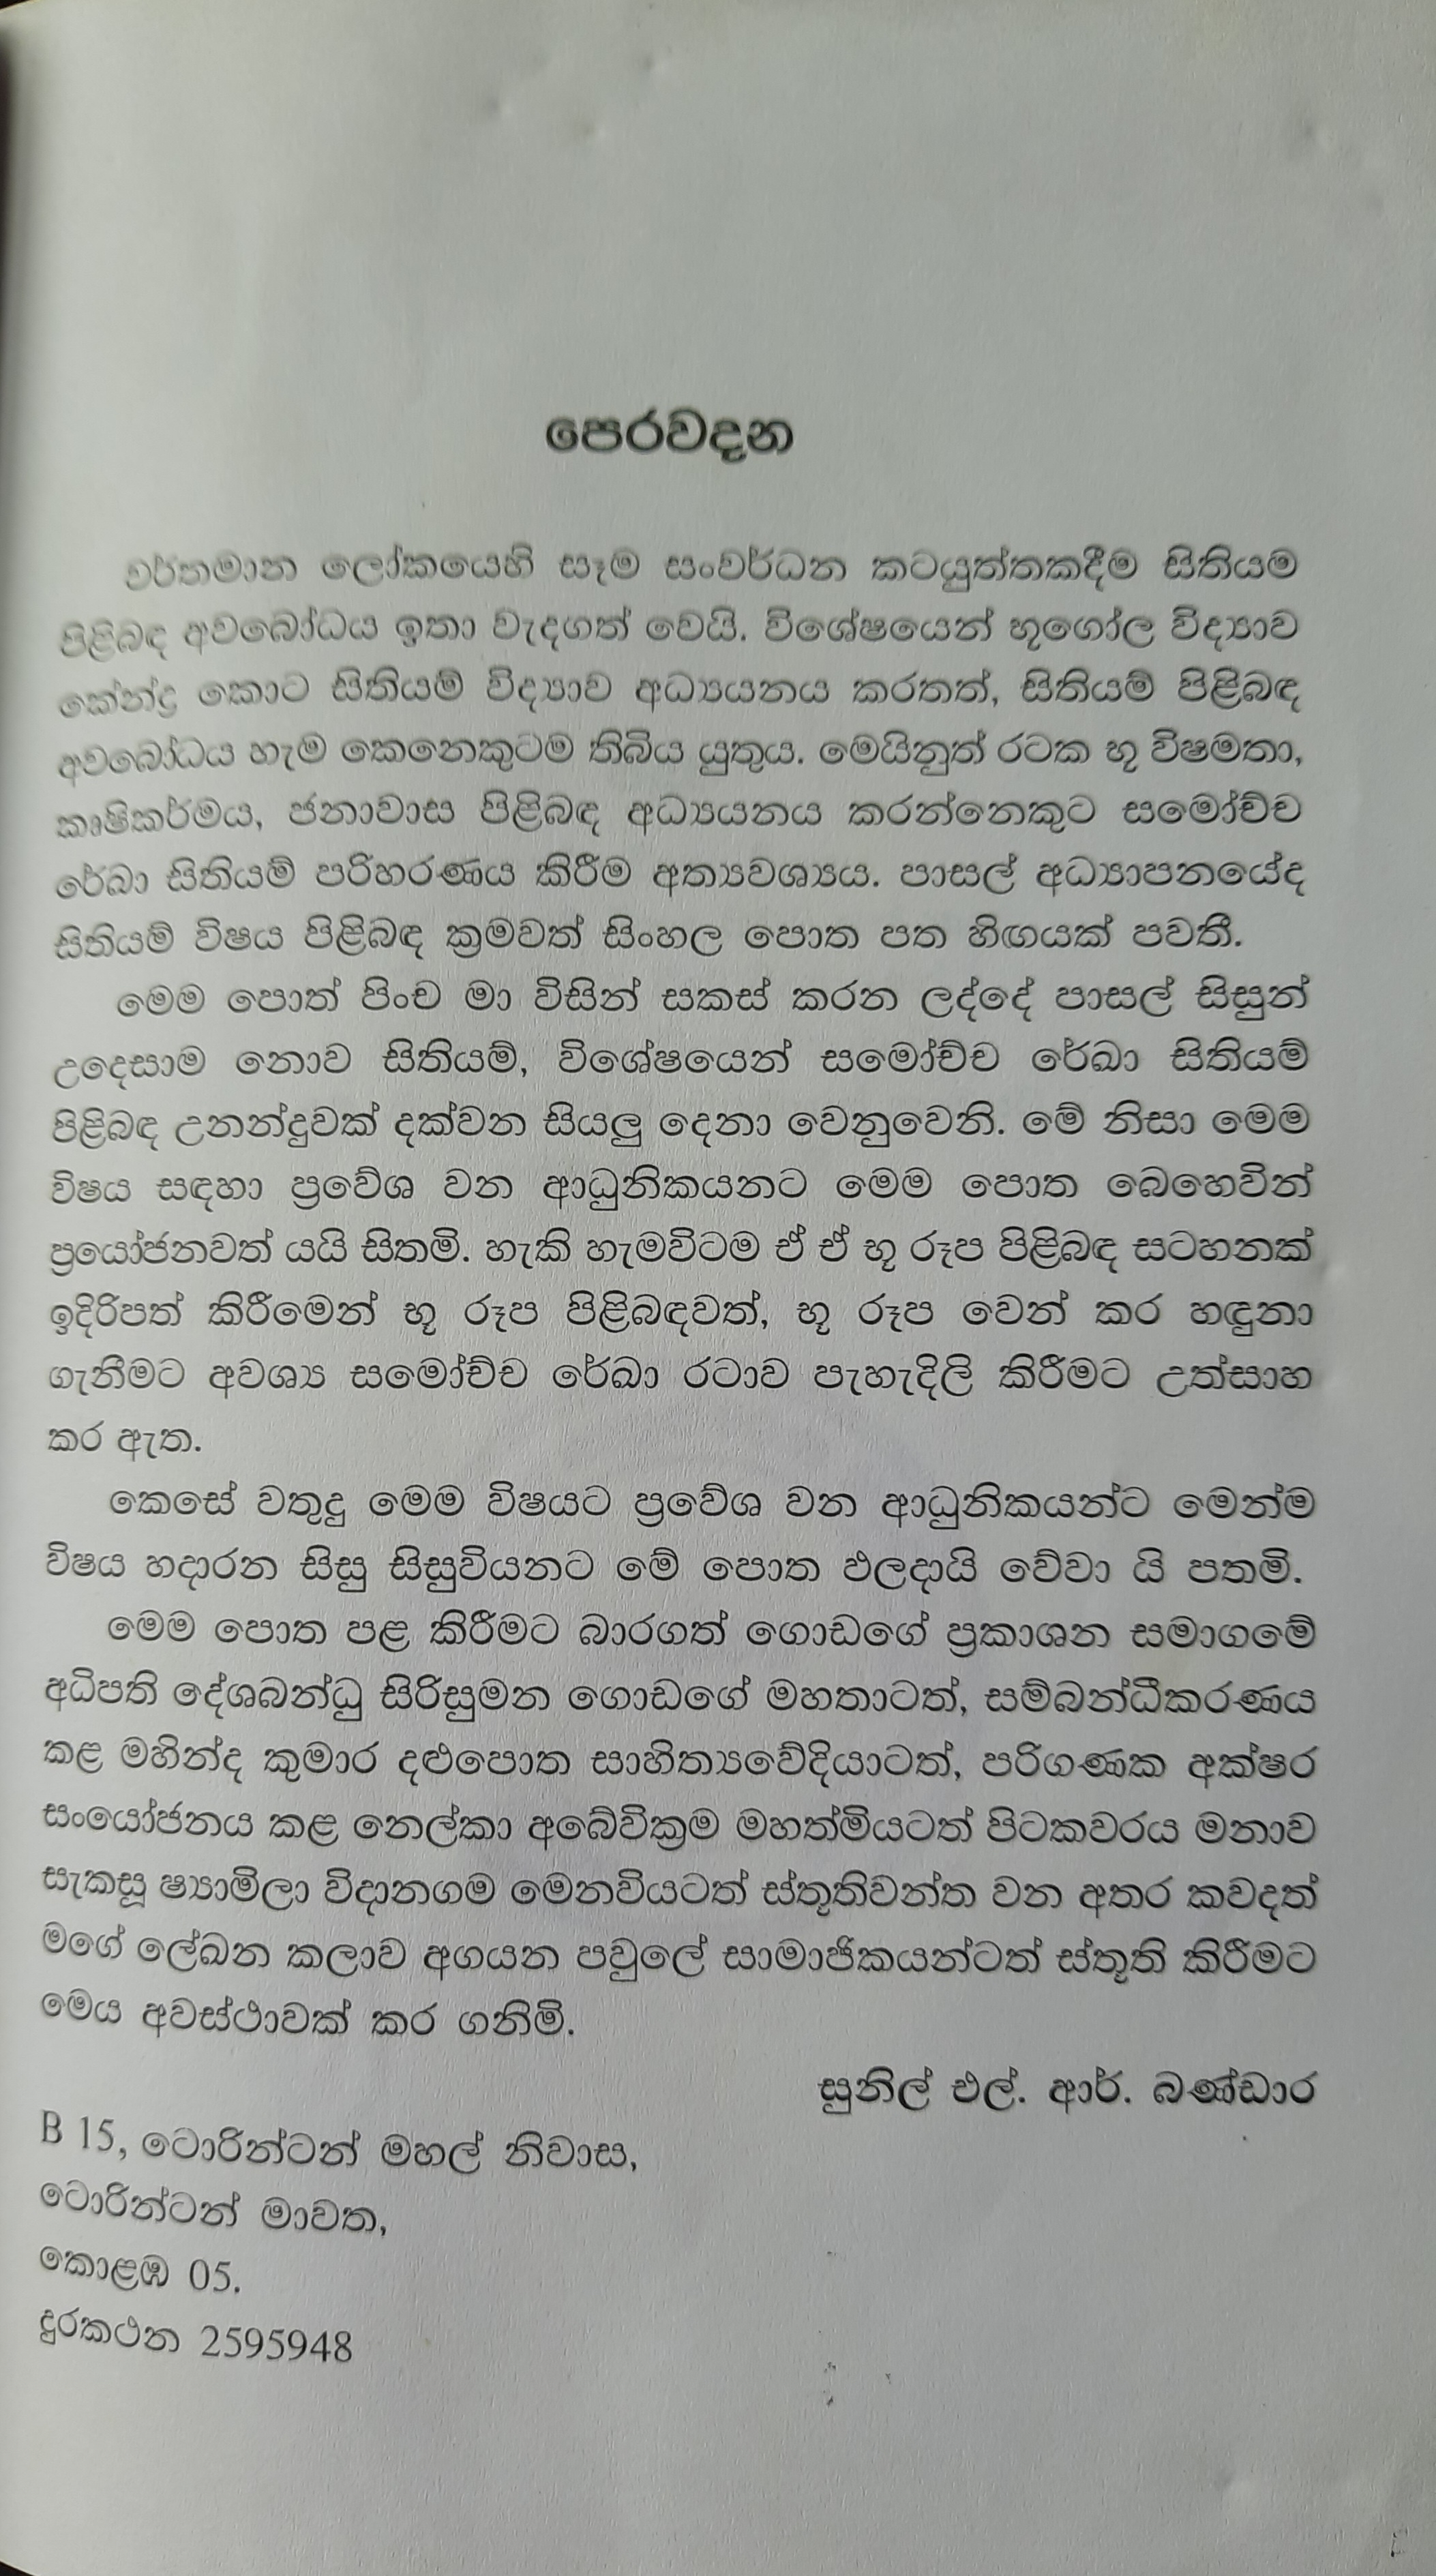 පෙරවදන
වර්තමාන ලෝකයෙහි සෑම සංවර්ධන කටයුත්තකදීම සිතියම
පිළිබඳ අවබෝධය ඉතා වැදගත් වෙයි. විශේෂයෙන් භූගෝල විද්‍යාව
කේන්ද්‍ර කොට සිතියම් විද්‍යාව අධ්‍යයනය කරතත්, සිතියම් පිළිබඳ
අවබෝධය හැම කෙනෙකුටම තිබිය යුතුය. මෙයිනුත් රටක භූ විෂමතා,
කෘෂිකර්මය, ජනාවාස පිළිබඳ අධ්‍යයනය කරන්නෙකුට සමෝච්ච
රේඛා සිතියම් පරිහරණය කිරීම අත්‍යවශ්‍යය. පාසල් අධ්‍යාපනයේද
සිතියම් විෂය පිළිබඳ ක්‍රමවත් සිංහල පොත පත හිඟයක් පවතී.
මෙම පොත් පිංච මා විසින් සකස් කරන ලද්දේ පාසල් සිසුන්
උදෙසාම නොව සිතියම්, විශේෂයෙන් සමෝච්ච රේඛා සිතියම්
පිළිබඳ උනන්දුවක් දක්වන සියලු දෙනා වෙනුවෙනි. මේ නිසා මෙම
විෂය සඳහා ප්‍රවේශ වන ආධුනිකයනට මෙම පොත බෙහෙවින්
ප්‍රයෝජනවත් යයි සිතමි. හැකි හැමවිටම ඒ ඒ භූ රූප පිළිබඳ සටහනක්
ඉදිරිපත් කිරීමෙන් භූ රූප පිළිබඳවත්, භූ රූප වෙන් කර හඳුනා
ගැනීමට අවශ්‍ය සමෝච්ච රේඛා රටාව පැහැදිලි කිරීමට උත්සාහ
කර ඇත.
කෙසේ වතුදු මෙම විෂයට ප්‍රවේශ වන ආධුනිකයන්ට මෙන්ම
විෂය හදාරන සිසු සිසුවියනට මේ පොත ඵලදායි වේවා යි පතමි.
මෙම පොත පළ කිරීමට බාරගත් ගොඩගේ ප්‍රකාශන සමාගමේ
අධිපති දේශබන්ධු සිරිසුමන ගොඩගේ මහතාටත්, සම්බන්ධීකරණය
කළ මහින්ද කුමාර දළුපොත සාහිත්‍යවේදියාටත්, පරිගණක අක්ෂර
සංයෝජනය කළ නෙල්කා අබේවික්‍රම මහත්මියටත් පිටකවරය මනාව
සැකසූ ෂ්‍යාමිලා විදානගම මෙනවියටත් ස්තූතිවන්ත වන අතර කවදත්
මගේ ලේඛන කලාව අගයන පවුලේ සාමාජිකයන්ටත් ස්තූති කිරීමට
මෙය අවස්ථාවක් කර ගනිමි.
සුනිල් එල්. ආර්. බණ්ඩාර
B 15, ටොරින්ටන් මහල් නිවාස,
ටොරින්ටන් මාවත,
කොළඹ 05.
දුරකථන 2595948